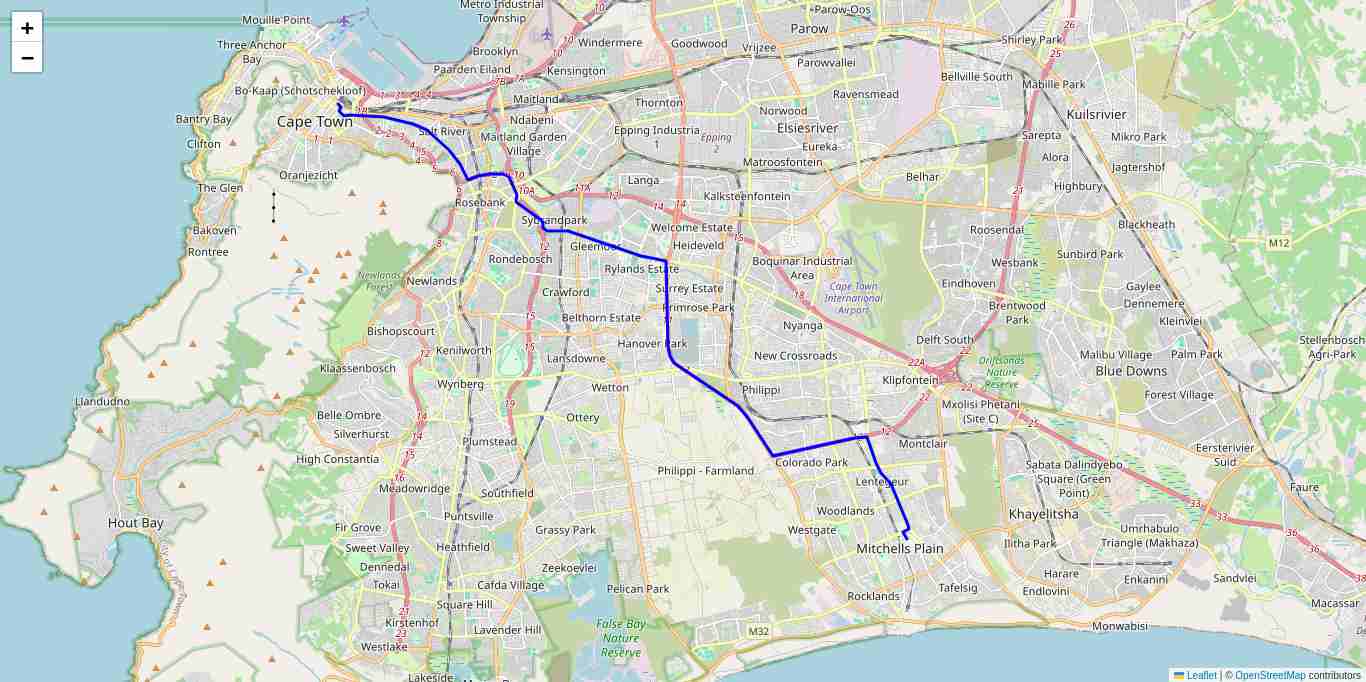 +
−
Mouille Point
Metro Industrial
Township
Parow-Oos
Three Anchor
Bay
Brooklyn
Windermere
Goodwood
Vrijzee
Parow
Shirley Park
Paarden Eiland
Kensington
Parowvallei
Bellville South
Mabille Park
Bo-Kaap (Schotschekloof)
Maitland
Thornton
Norwood
Ravensmead
Kuilsrivier
Bantry Bay
Cape Town
Salt River
Ndabeni
Epping Industria
1
Epping
2
Elsiesriver
Sarepta
Mikro Park
Clifton
Maitland Garden
Village
Eureka
Matroosfontein
Alora
Jagtershof
Oranjezicht
Langa
Belhar
Highbury
The Glen
Rosebank
Kalksteenfontein
Bakoven
Sybrandpark
Welcome Estate
Roosendal
Blackheath
Rontree
Gleemoor
Heideveld
M12
Rondebosch
Rylands Estate
Boquinar Industrial
Area
Wesbank
Sunbird Park
Newlands
Forest
Newlands
Crawford
Surrey Estate
Cape Town
International
Airport
Eindhoven
Gaylee
Dennemere
Belthorn Estate
Primrose Park
Brentwood
Park
Kleinvlei
Bishopscourt
Nyanga
Delft South
Stellenbosch
Agri-Park
Kenilworth
Hanover Park
New Crossroads
Malibu Village
Palm Park
Klaassenbosch
Lansdowne
Driftsands
Nature
Reserve
Blue Downs
Wynberg
Wetton
Philippi
Klipfontein
Forest Village
Llandudno
Belle Ombre
Ottery
Mxolisi Phetani
(Site C)
Silverhurst
Plumstead
Montclair
Eersterivier
Suid
High Constantia
Philippi - Farmland
Colorado Park
Sabata Dalindyebo
Square (Green
Point)
Meadowridge
Southfield
Lentegeur
Faure
Hout Bay
Puntsville
Woodlands
Khayelitsha
Fir Grove
Grassy Park
Westgate
Umrhabulo
Triangle (Makhaza)
Sweet Valley
Heathfield
Mitchells Plain
Ilitha Park
Dennedal
Zeekoevlei
Harare
Enkanini
Sandvlei
Tokai
Cafda Village
Pelican Park
Rocklands
Tafelsig
Endlovini
Macassar
Square Hill
Kirstenhof
Lavender Hill
False Bay
Nature
Reserve
M32
Monwabisi
Westlake
Lakeside
Leaflet | © OpenStreetMap contributors